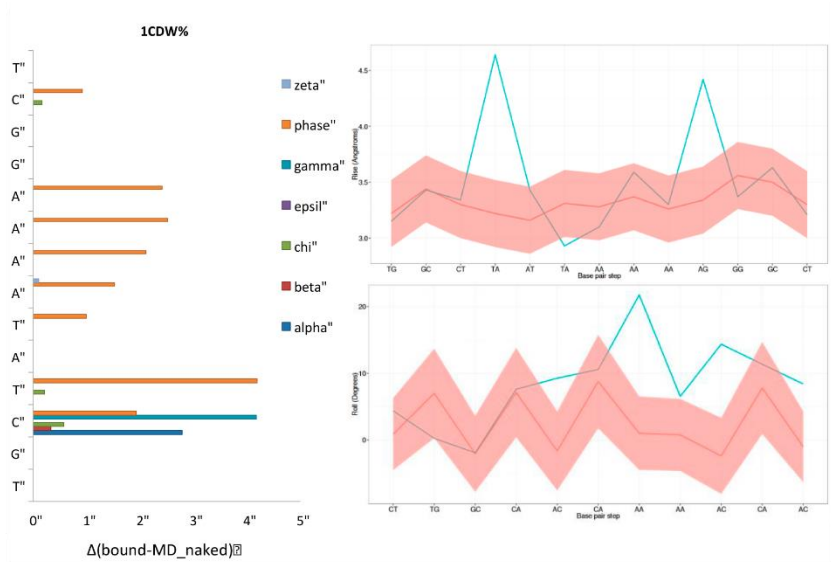 1CDW%
T"
C"
G"
G"
A"
A"
A"
A"
T"
A"
T"
C"
G"
T"
0" 1" 2" 3" 4" 5"
Δ(bound-MD_naked)
zeta"
phase"
gamma"
epsil"
chi"
beta"
alpha"
Rise (Angstroms)
4.5
4.0
3.5
3.0
TG GC CT TA AT TA AA AA AA AG GG GC CT
Base pair step
Roll (Degrees)
20
10
0
CT TG GC CA AC CA AA AA AC CA AC
Base pair step